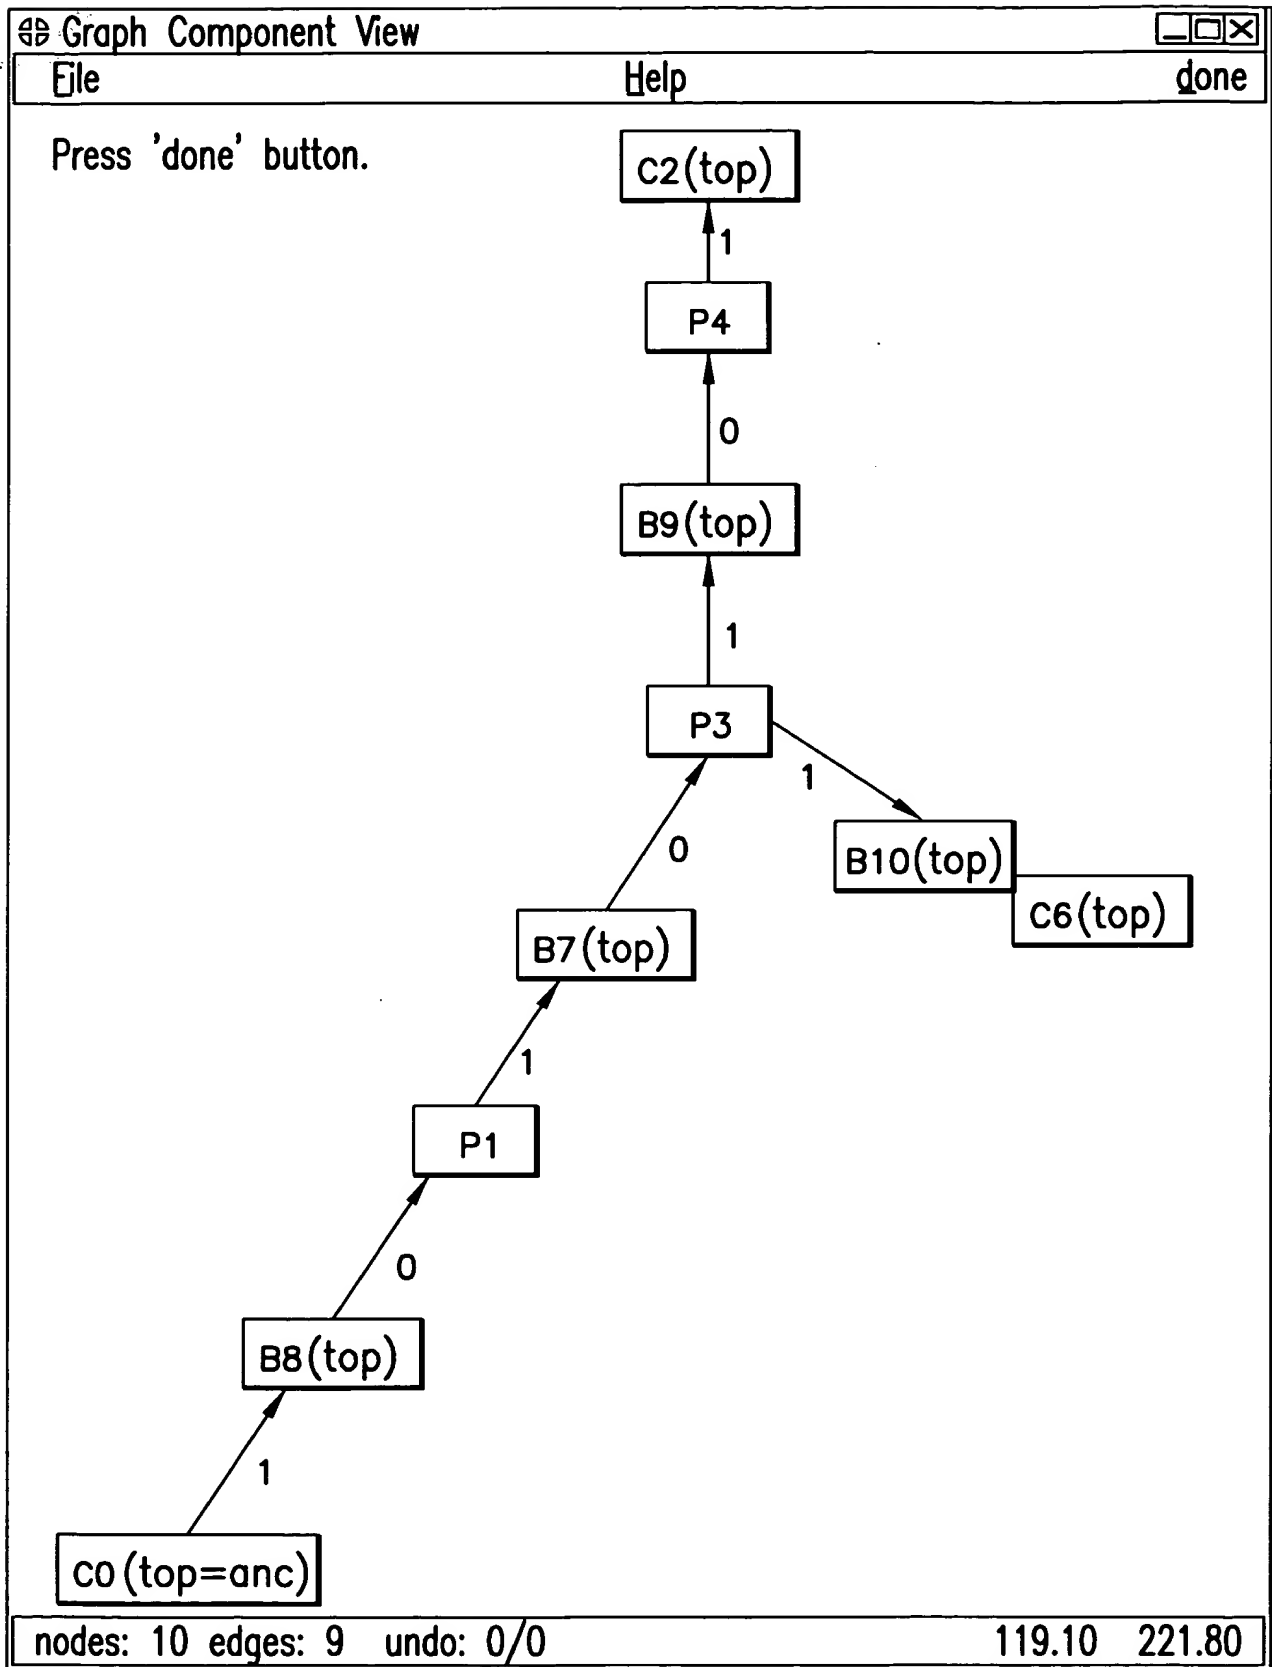 Graph Component View
File Help done
Press 'done' button.
C2(top)
1
P4
0
B9(top)
1
P3
1
0
B10(top)
C6(top)
B7(top)
1
P1
0
B8(top)
1
C0(top=anc)
nodes: 10 edges: 9 undo: 0/0 119.10 221.80